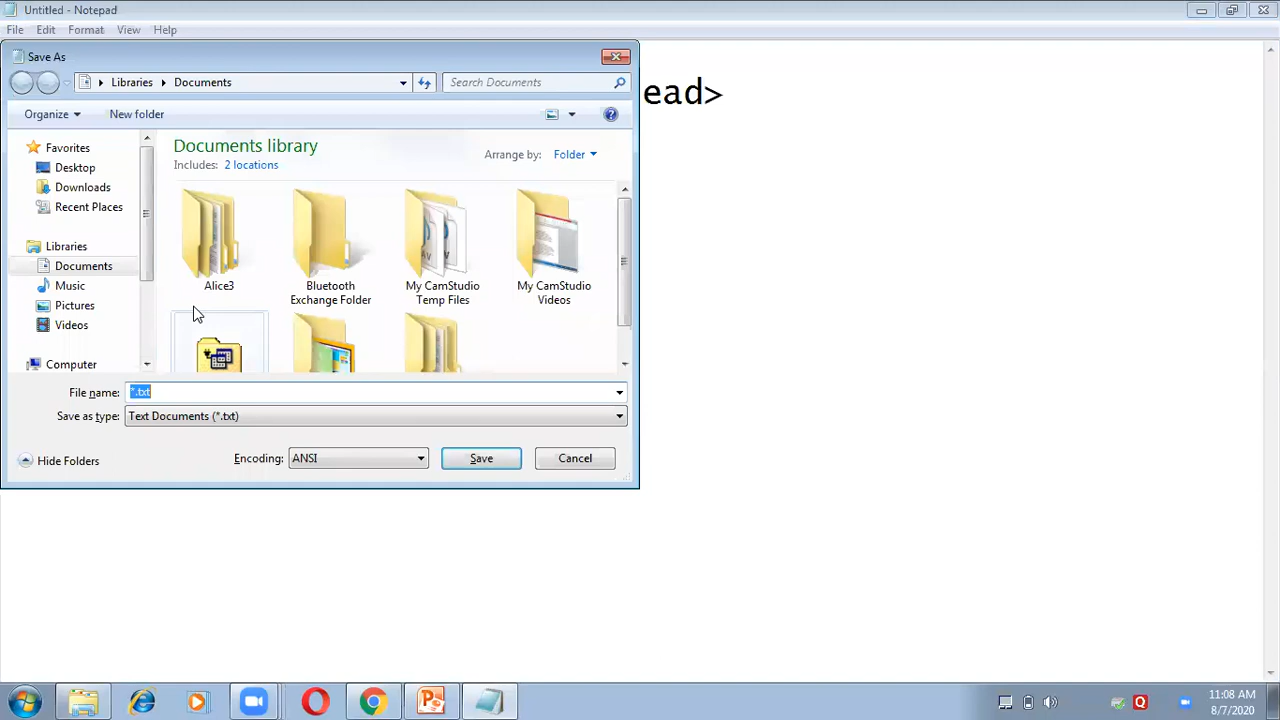 Untitled - Notepad
File Edit Format View Help
Save As
Libraries Documents
Search Documents
ead>
Organize New folder
Favorites
Desktop
Downloads
Recent Places
Libraries
Documents
Music
Pictures
Videos
Computer
Documents library
Includes: 2 locations
Arrange by: Folder
Alice3
Bluetooth
Exchange Folder
My CamStudio
Temp Files
My CamStudio
Videos
File name: *.txt
Save as type: Text Documents (*.txt)
Hide Folders
Encoding: ANSI
Save
Cancel
11:08 AM
8/7/2020